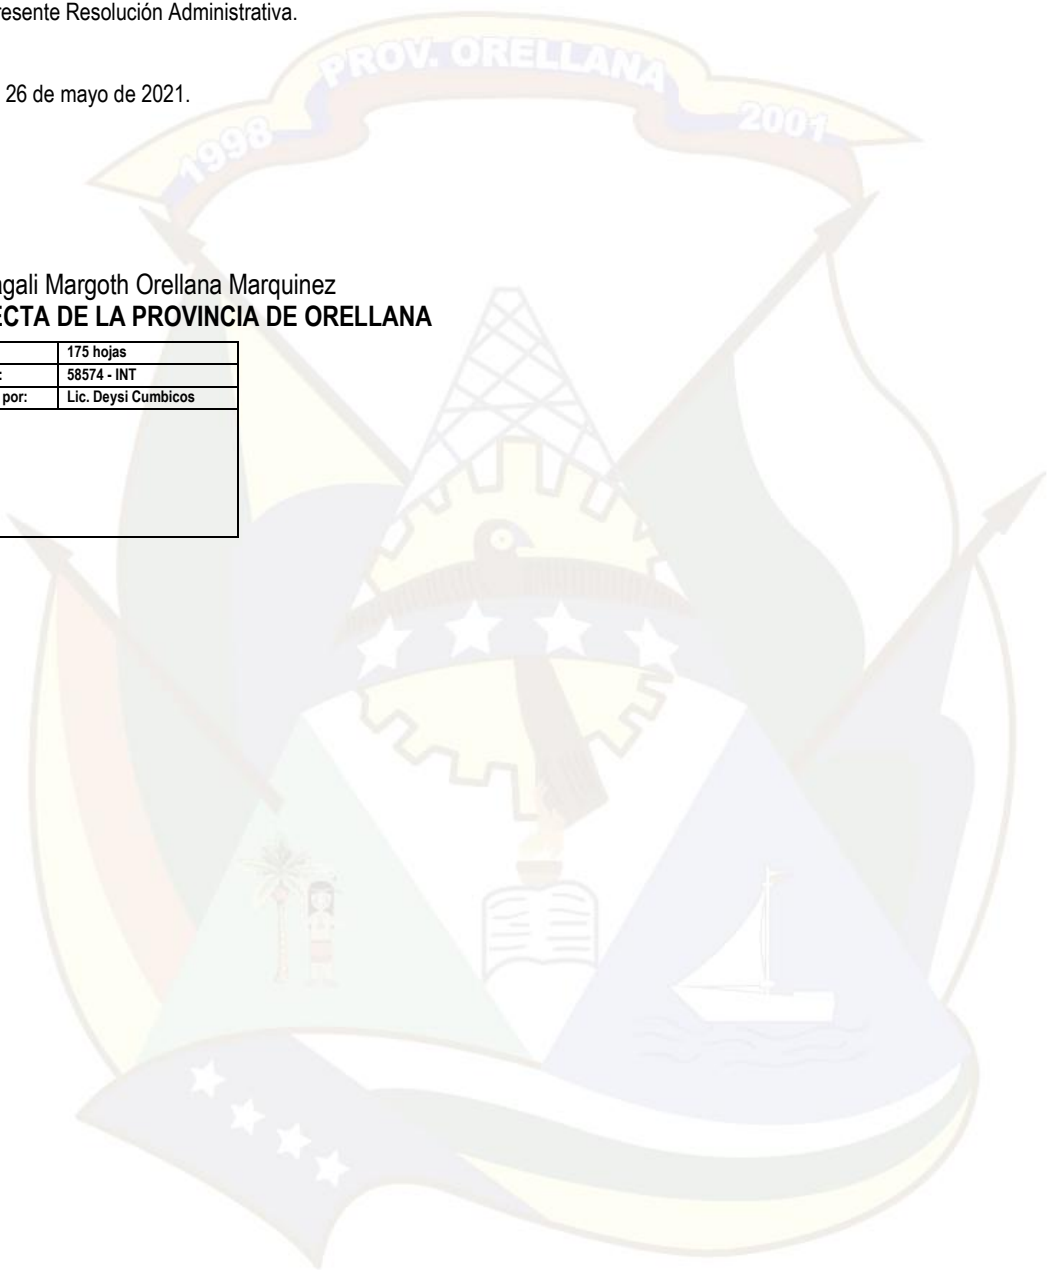 resente Resolución Administrativa.
PROV. ORELLANA
1998
2001
26 de mayo de 2021.
gali Margoth Orellana Marquinez
ECTA DE LA PROVINCIA DE ORELLANA
175 hojas
: 58574 - INT
por: Lic. Deysi Cumbicos